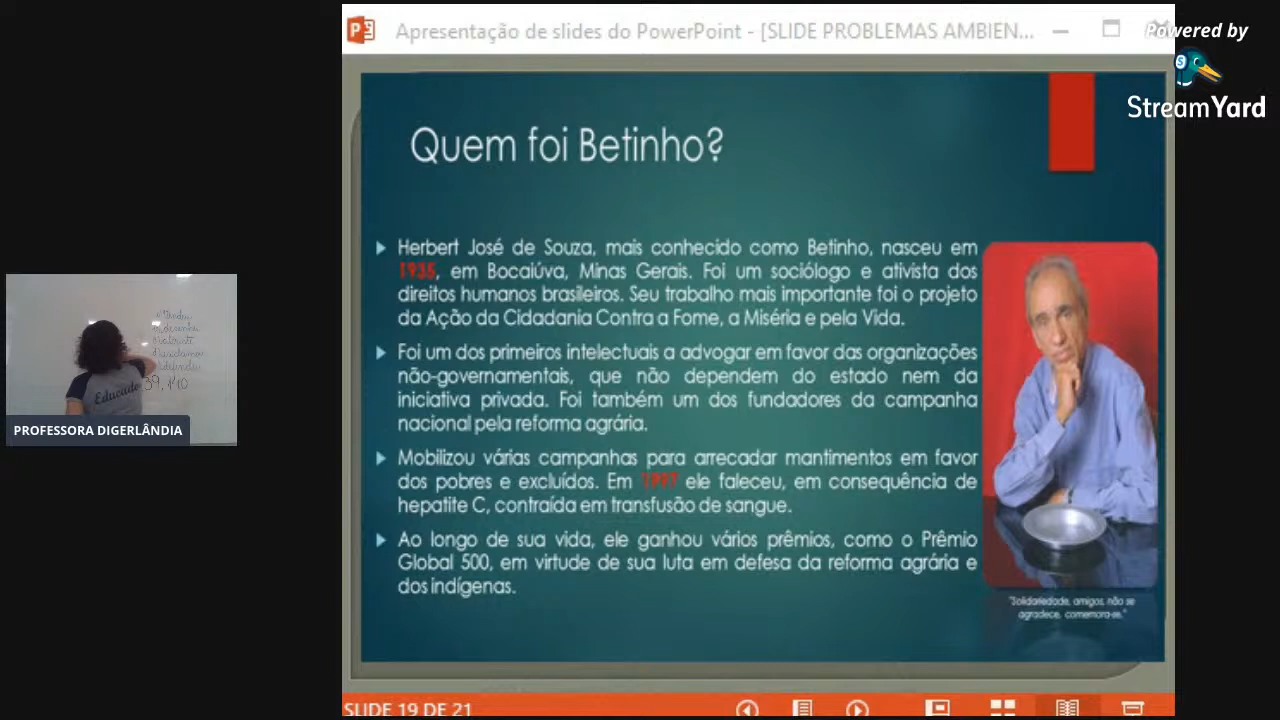 Apresentação de slides do PowerPoint - [SLIDE PROBLEMAS AMBIEN...
Powered by
StreamYard
Quem foi Betinho?
Herbert José de Souza, mais conhecido como Betinho, nasceu em
1935, em Bocaiúva, Minas Gerais. Foi um sociólogo e ativista dos
direitos humanos brasileiros. Seu trabalho mais importante foi o projeto
da Ação da Cidadania Contra a Fome, a Miséria e pela Vida.
Foi um dos primeiros intelectuais a advogar em favor das organizações
não-governamentais, que não dependem do estado nem da
iniciativa privada. Foi também um dos fundadores da campanha
nacional pela reforma agrária.
Mobilizou várias campanhas para arrecadar mantimentos em favor
dos pobres e excluídos. Em 1997 ele faleceu, em consequência de
hepatite C, contraída em transfusão de sangue.
Ao longo de sua vida, ele ganhou vários prêmios, como o Prêmio
Global 500, em virtude de sua luta em defesa da reforma agrária e
dos indígenas.
"Solidariedade, amigos, não se
agradece, comemora-se."
PROFESSORA DIGERLÂNDIA
SLIDE 19 DE 21